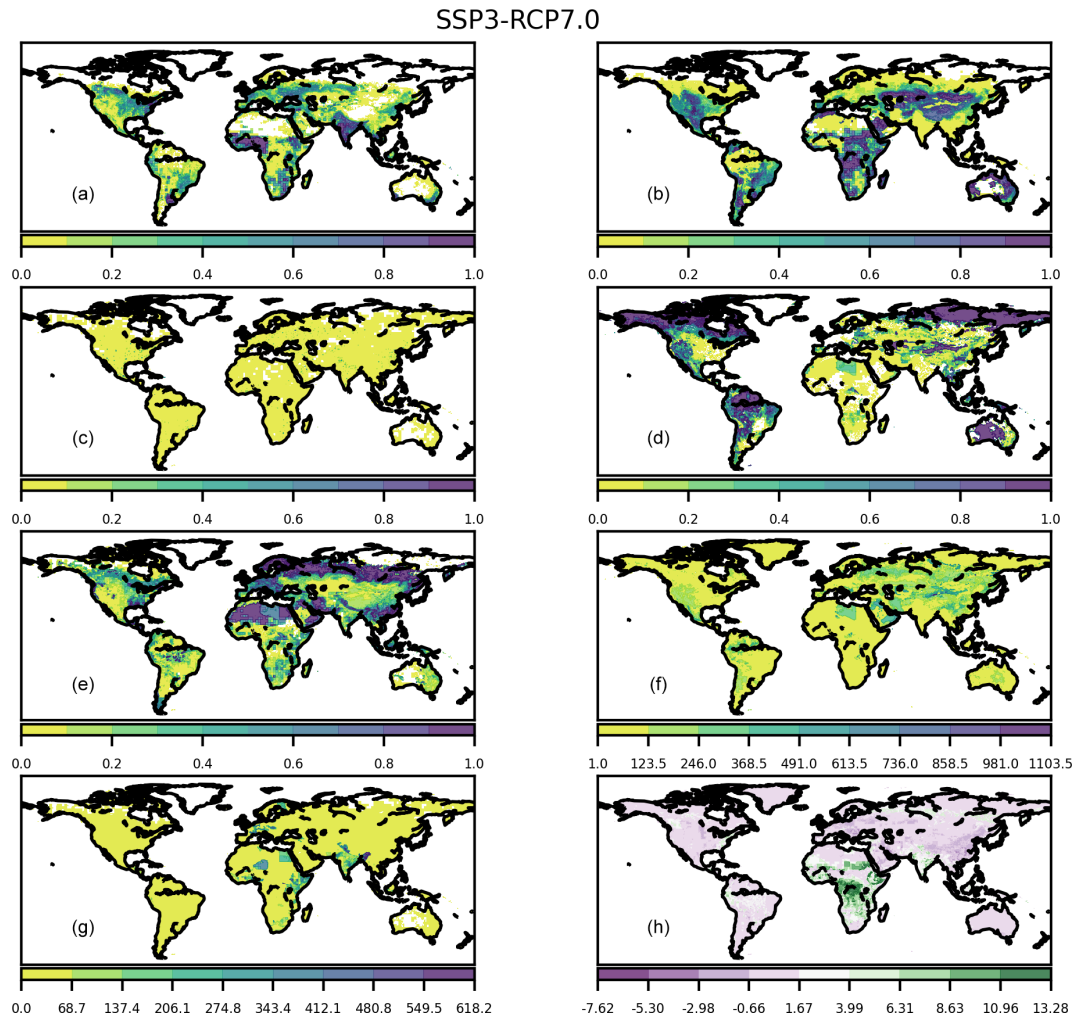 SSP3-RCP7.0
(a) (b)
0.0 0.2 0.4 0.6 0.8 1.0 0.0 0.2 0.4 0.6 0.8 1.0
(c) (d)
0.0 0.2 0.4 0.6 0.8 1.0 0.0 0.2 0.4 0.6 0.8 1.0
(e) (f)
0.0 0.2 0.4 0.6 0.8 1.0 1.0 123.5 246.0 368.5 491.0 613.5 736.0 858.5 981.0 1103.5
(g) (h)
0.0 68.7 137.4 206.1 274.8 343.4 412.1 480.8 549.5 618.2 -7.62 -5.30 -2.98 -0.66 1.67 3.99 6.31 8.63 10.96 13.28